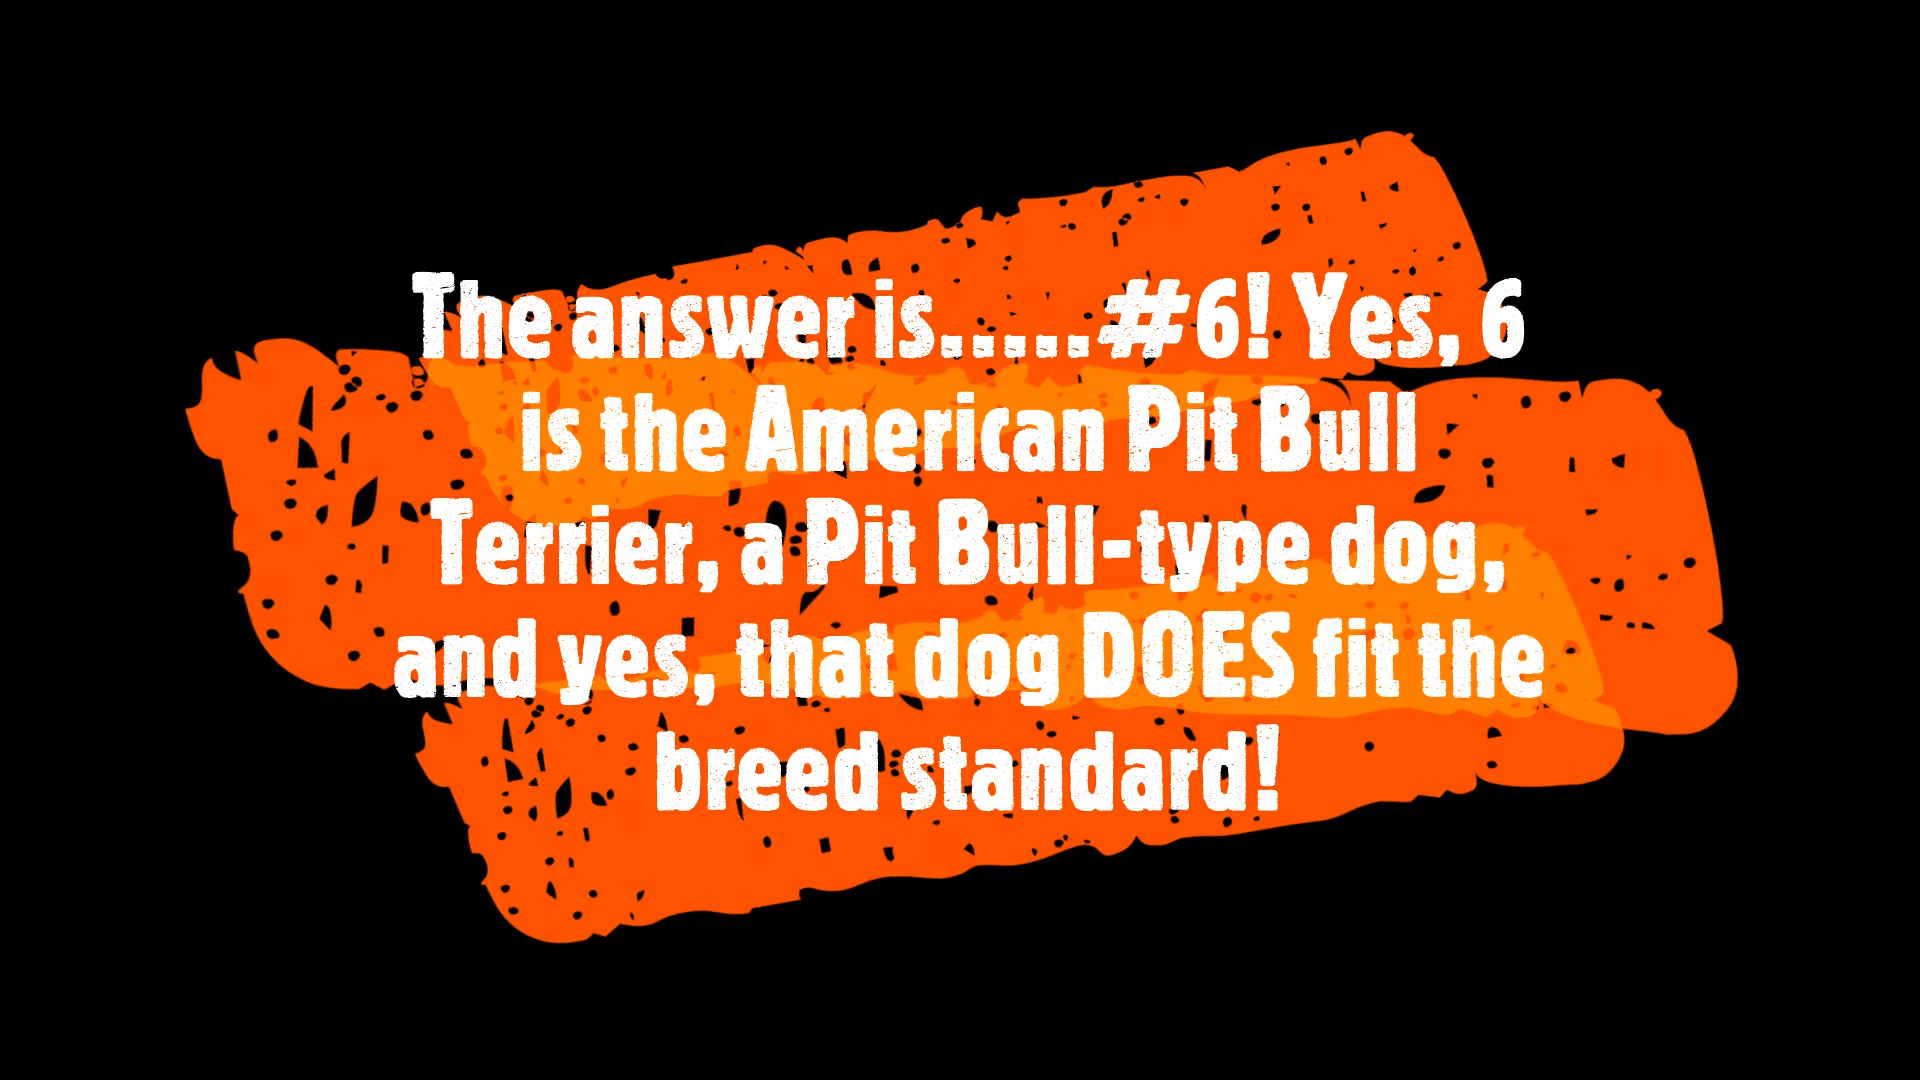 The answer is.....#6! Yes, 6
is the American Pit Bull
Terrier, a Pit Bull-type dog,
and yes, that dog DOES fit the
breed standard!